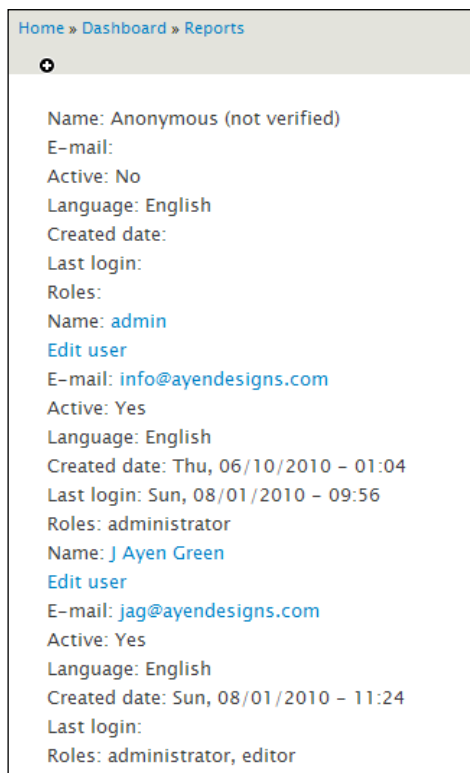 Home » Dashboard » Reports
Name: Anonymous (not verified)
E-mail:
Active: No
Language: English
Created date:
Last login:
Roles:
Name: admin
Edit user
E-mail: info@ayendesigns.com
Active: Yes
Language: English
Created date: Thu, 06/10/2010 - 01:04
Last login: Sun, 08/01/2010 - 09:56
Roles: administrator
Name: J Ayen Green
Edit user
E-mail: jag@ayendesigns.com
Active: Yes
Language: English
Created date: Sun, 08/01/2010 - 11:24
Last login:
Roles: administrator, editor